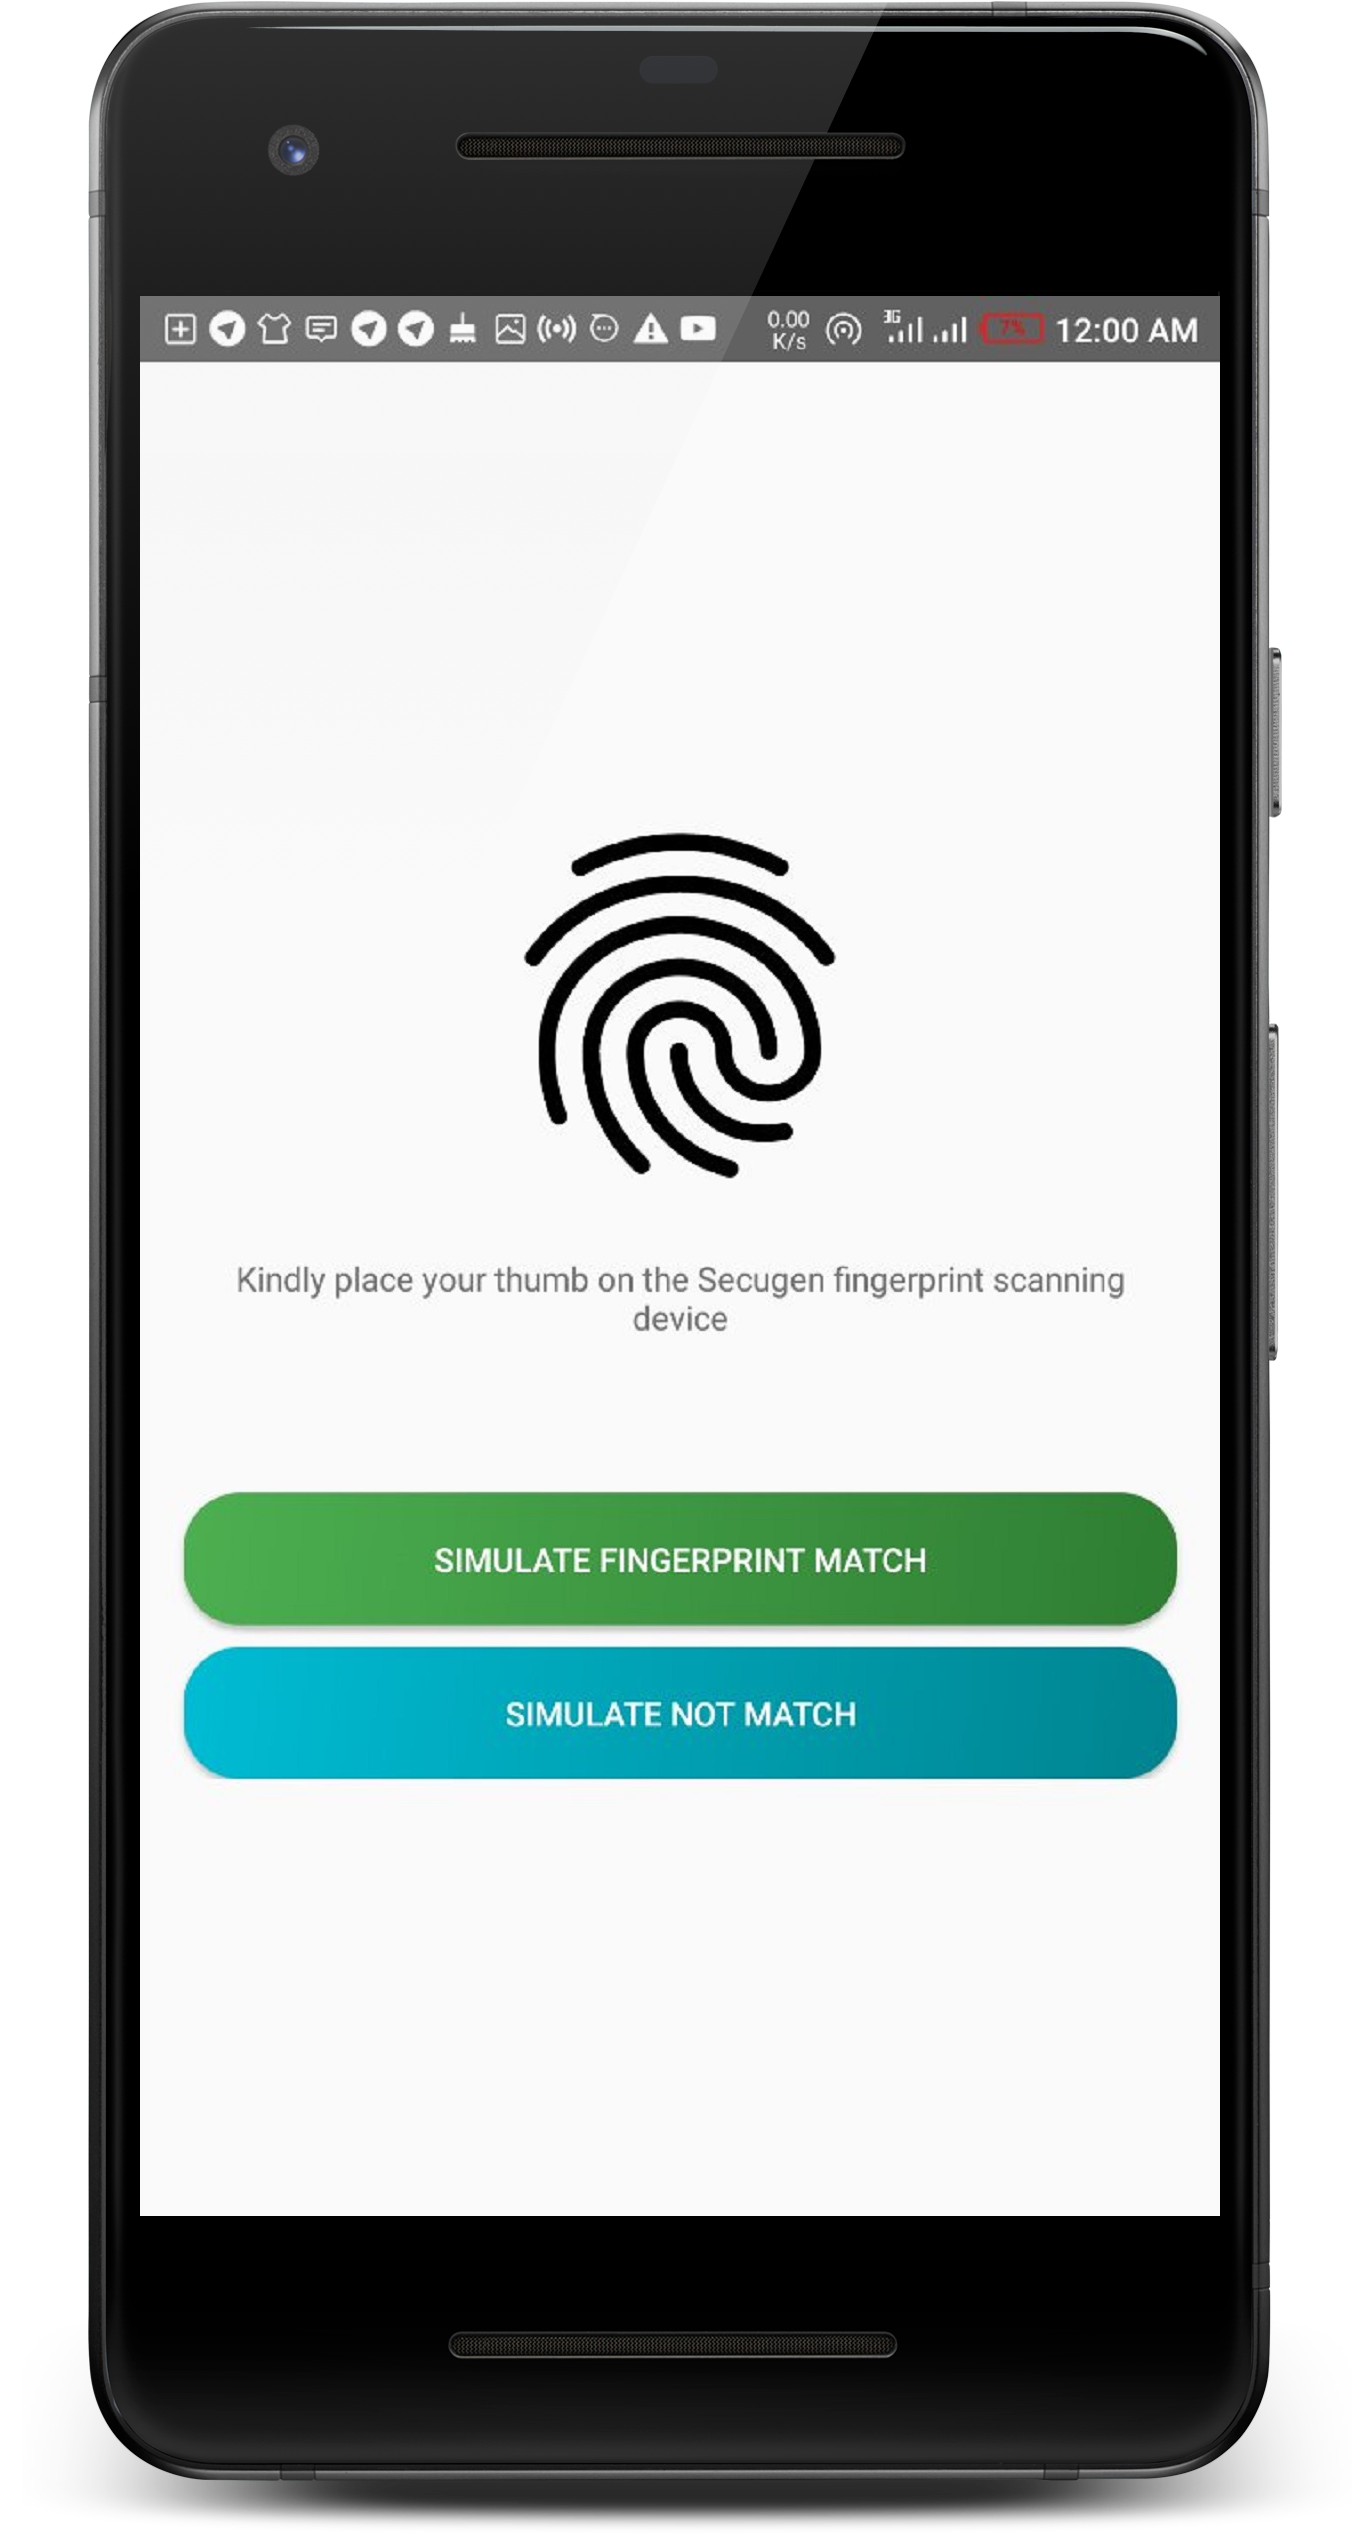 0.00
K/s
3G
7%
12:00 AM
Kindly place your thumb on the Secugen fingerprint scanning
device
SIMULATE FINGERPRINT MATCH
SIMULATE NOT MATCH